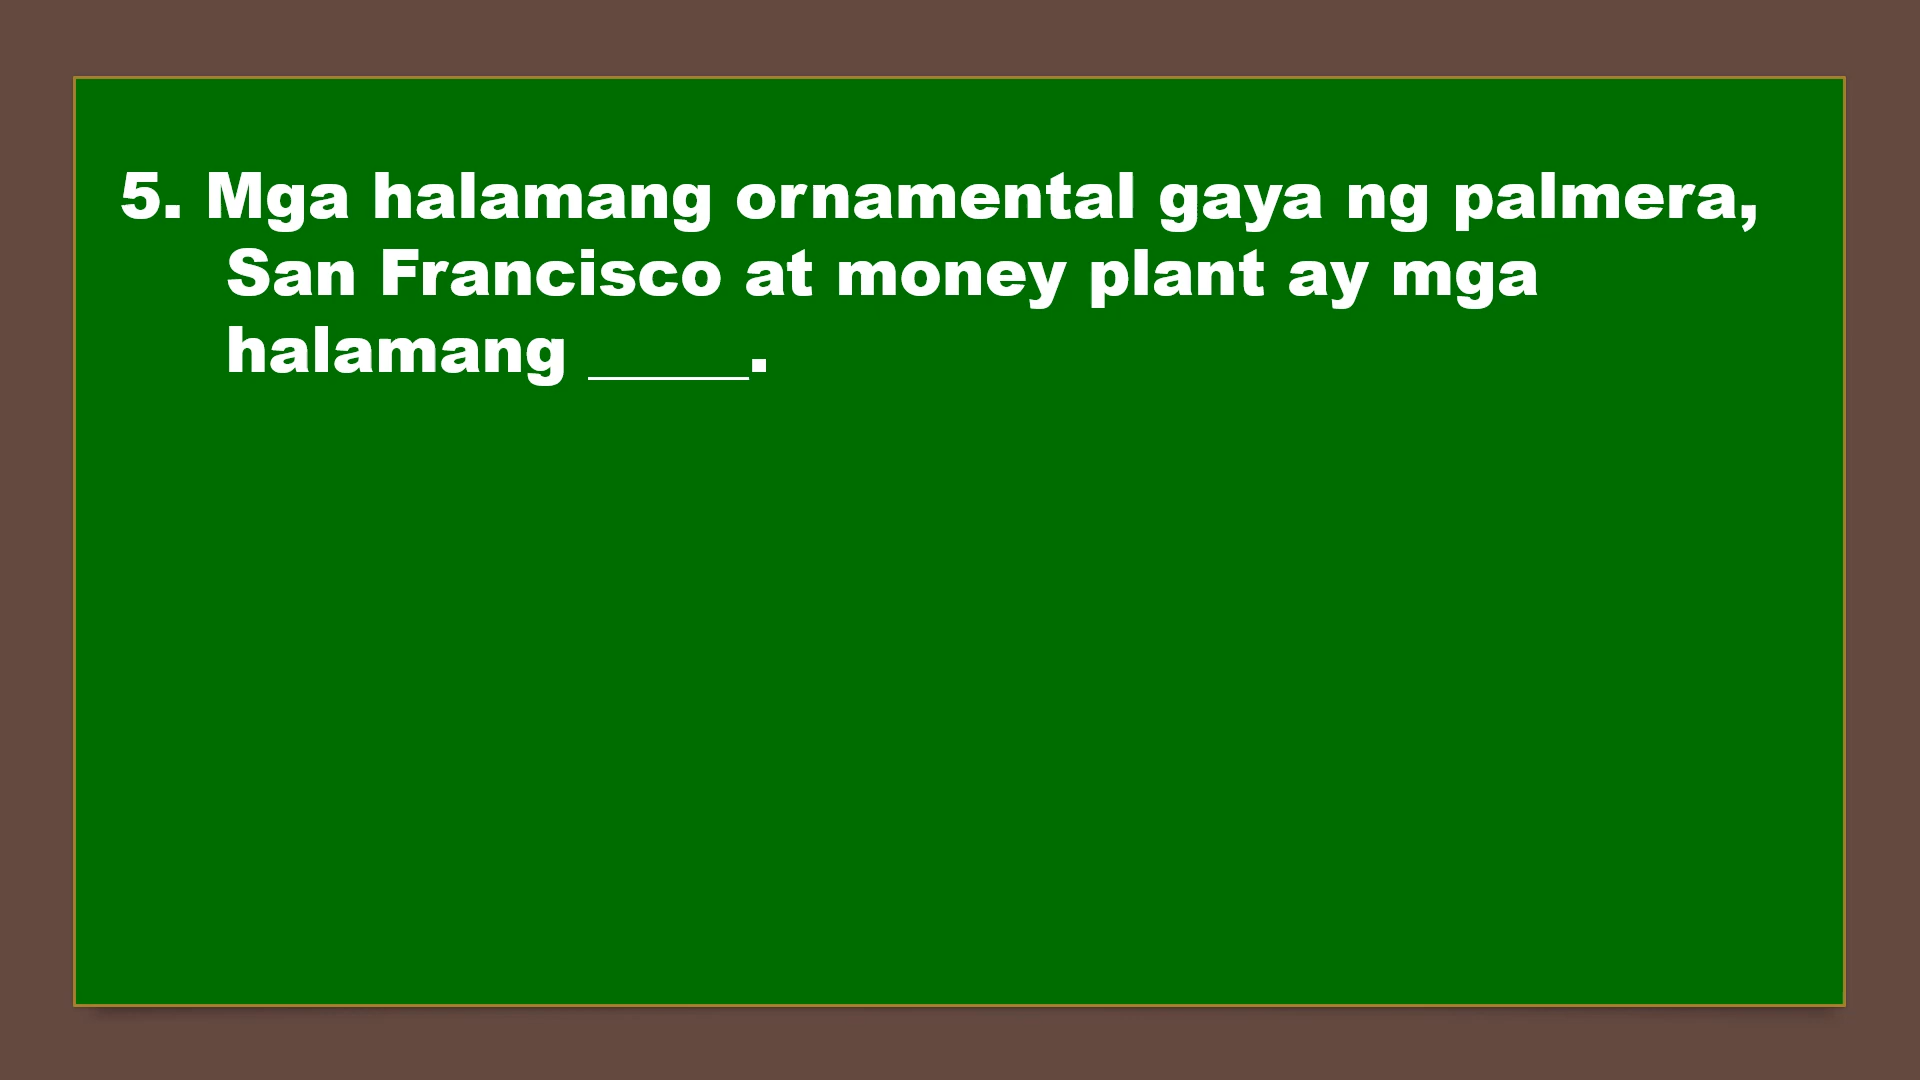 5. Mga halamang ornamental gaya ng palmera,
San Francisco at money plant ay mga
halamang _____.